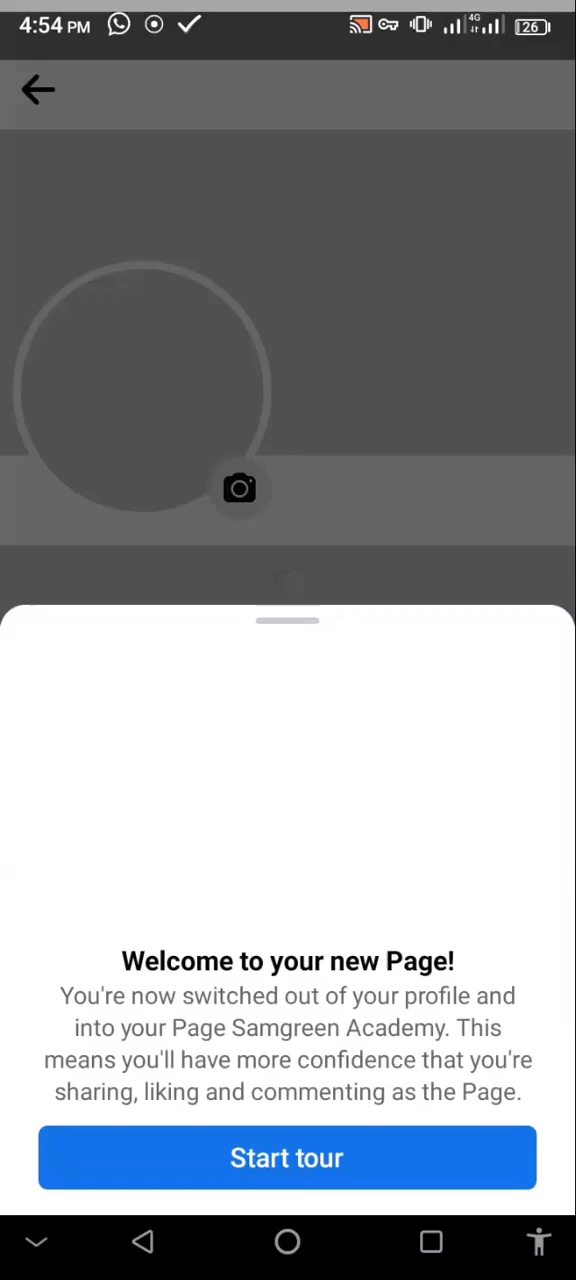 4:54 PM 4G 26
Welcome to your new Page!
You're now switched out of your profile and
into your Page Samgreen Academy. This
means you'll have more confidence that you're
sharing, liking and commenting as the Page.
Start tour